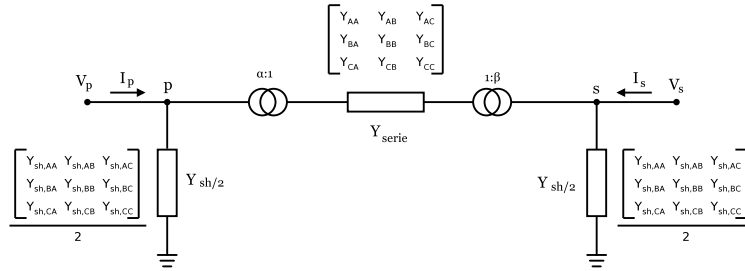 Y_AA Y_AB Y_AC
Y_BA Y_BB Y_BC
Y_CA Y_CB Y_CC
V_p I_p p α:1 1:β s I_s V_s
Y_serie
Y_sh,AA Y_sh,AB Y_sh,AC
Y_sh,BA Y_sh,BB Y_sh,BC
Y_sh,CA Y_sh,CB Y_sh,CC
2
Y_sh/2
Y_sh/2
Y_sh,AA Y_sh,AB Y_sh,AC
Y_sh,BA Y_sh,BB Y_sh,BC
Y_sh,CA Y_sh,CB Y_sh,CC
2